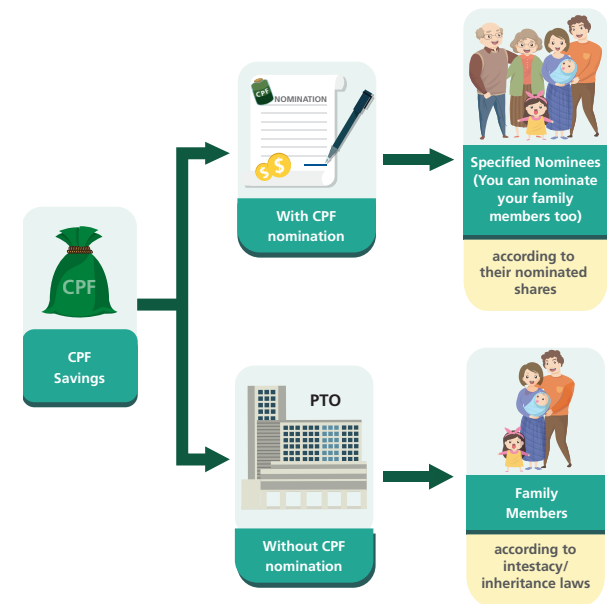 CPF
NOMINATION
With CPF
nomination
Specified Nominees
(You can nominate
your family
members too)
according to
their nominated
shares
CPF
CPF
Savings
PTO
Without CPF
nomination
Family
Members
according to
intestacy/
inheritance laws